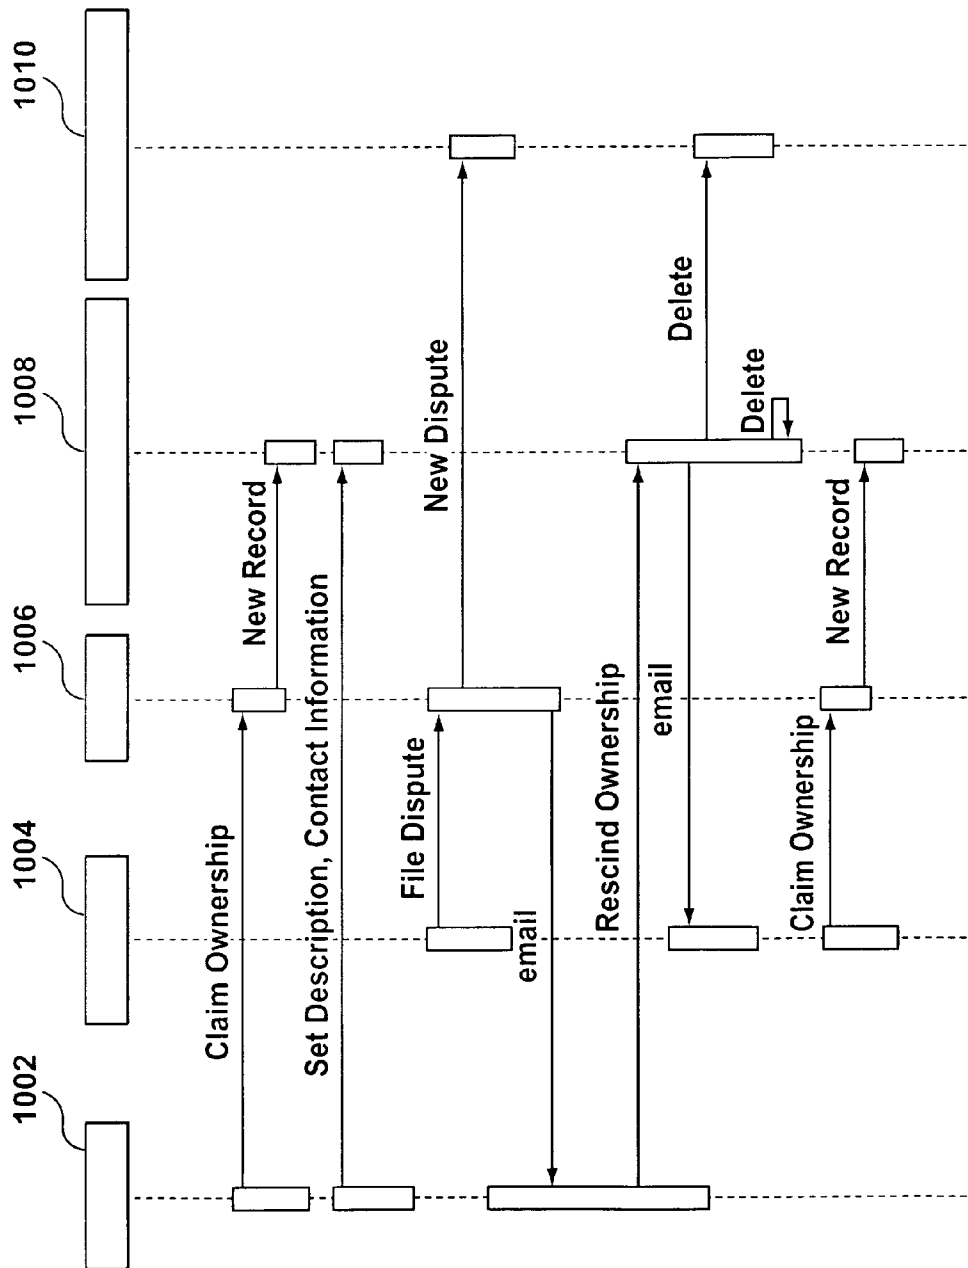 1002
1004
1006
1008
1010
Claim Ownership
New Record
Set Description, Contact Information
File Dispute
New Dispute
email
Rescind Ownership
email
Delete
Delete
Claim Ownership
New Record